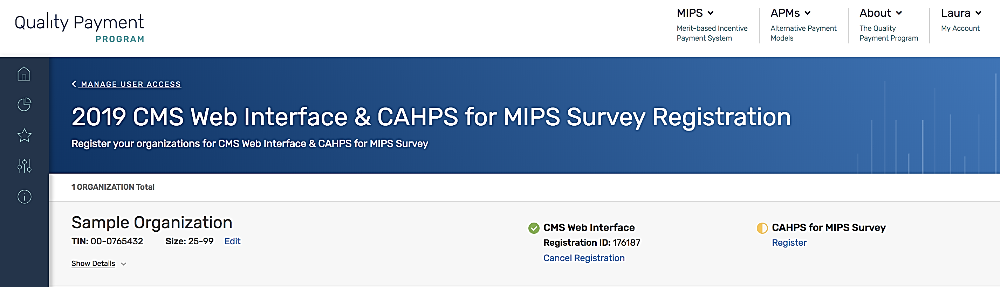 Quality Payment
PROGRAM
MIPS
Merit-based Incentive
Payment System
APMs
Alternative Payment
Models
About
The Quality
Payment Program
Laura
My Account
MANAGE USER ACCESS
2019 CMS Web Interface & CAHPS for MIPS Survey Registration
Register your organizations for CMS Web Interface & CAHPS for MIPS Survey
1 ORGANIZATION Total
Sample Organization
TIN: 00-0765432 Size: 25-99 Edit
Show Details
CMS Web Interface
Registration ID: 176187
Cancel Registration
CAHPS for MIPS Survey
Register